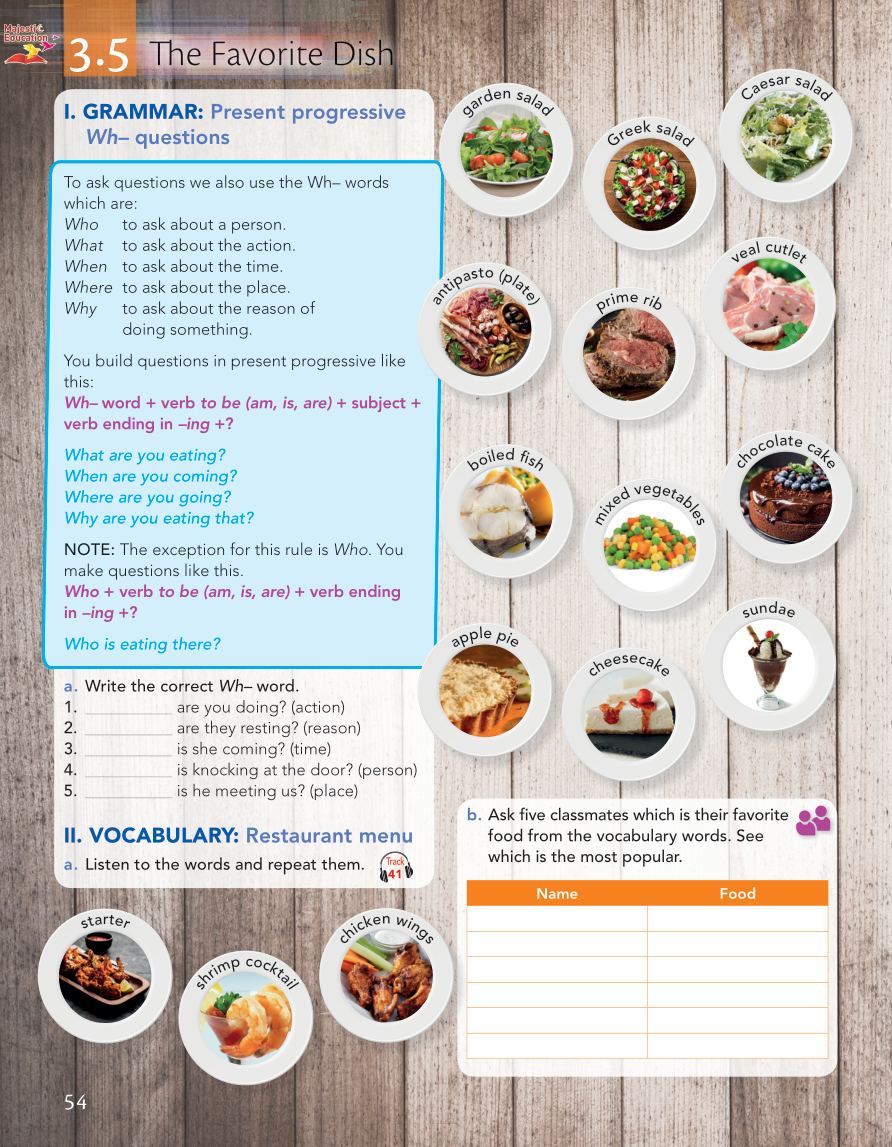 Majestic
Education
3.5 The Favorite Dish
I. GRAMMAR: Present progressive
Wh– questions
To ask questions we also use the Wh– words
which are:
Who to ask about a person.
What to ask about the action.
When to ask about the time.
Where to ask about the place.
Why to ask about the reason of
doing something.
You build questions in present progressive like
this:
Wh– word + verb to be (am, is, are) + subject +
verb ending in –ing +?
What are you eating?
When are you coming?
Where are you going?
Why are you eating that?
NOTE: The exception for this rule is Who. You
make questions like this.
Who + verb to be (am, is, are) + verb ending
in –ing +?
Who is eating there?
a. Write the correct Wh– word.
1. ____________ are you doing? (action)
2. ____________ are they resting? (reason)
3. ____________ is she coming? (time)
4. ____________ is knocking at the door? (person)
5. ____________ is he meeting us? (place)
II. VOCABULARY: Restaurant menu
a. Listen to the words and repeat them.
Track
41
starter
shrimp cocktail
chicken wings
garden salad
Greek salad
Caesar salad
antipasto (plate)
prime rib
veal cutlet
boiled fish
mixed vegetables
chocolate cake
apple pie
cheesecake
sundae
b. Ask five classmates which is their favorite
food from the vocabulary words. See
which is the most popular.
Name Food
54